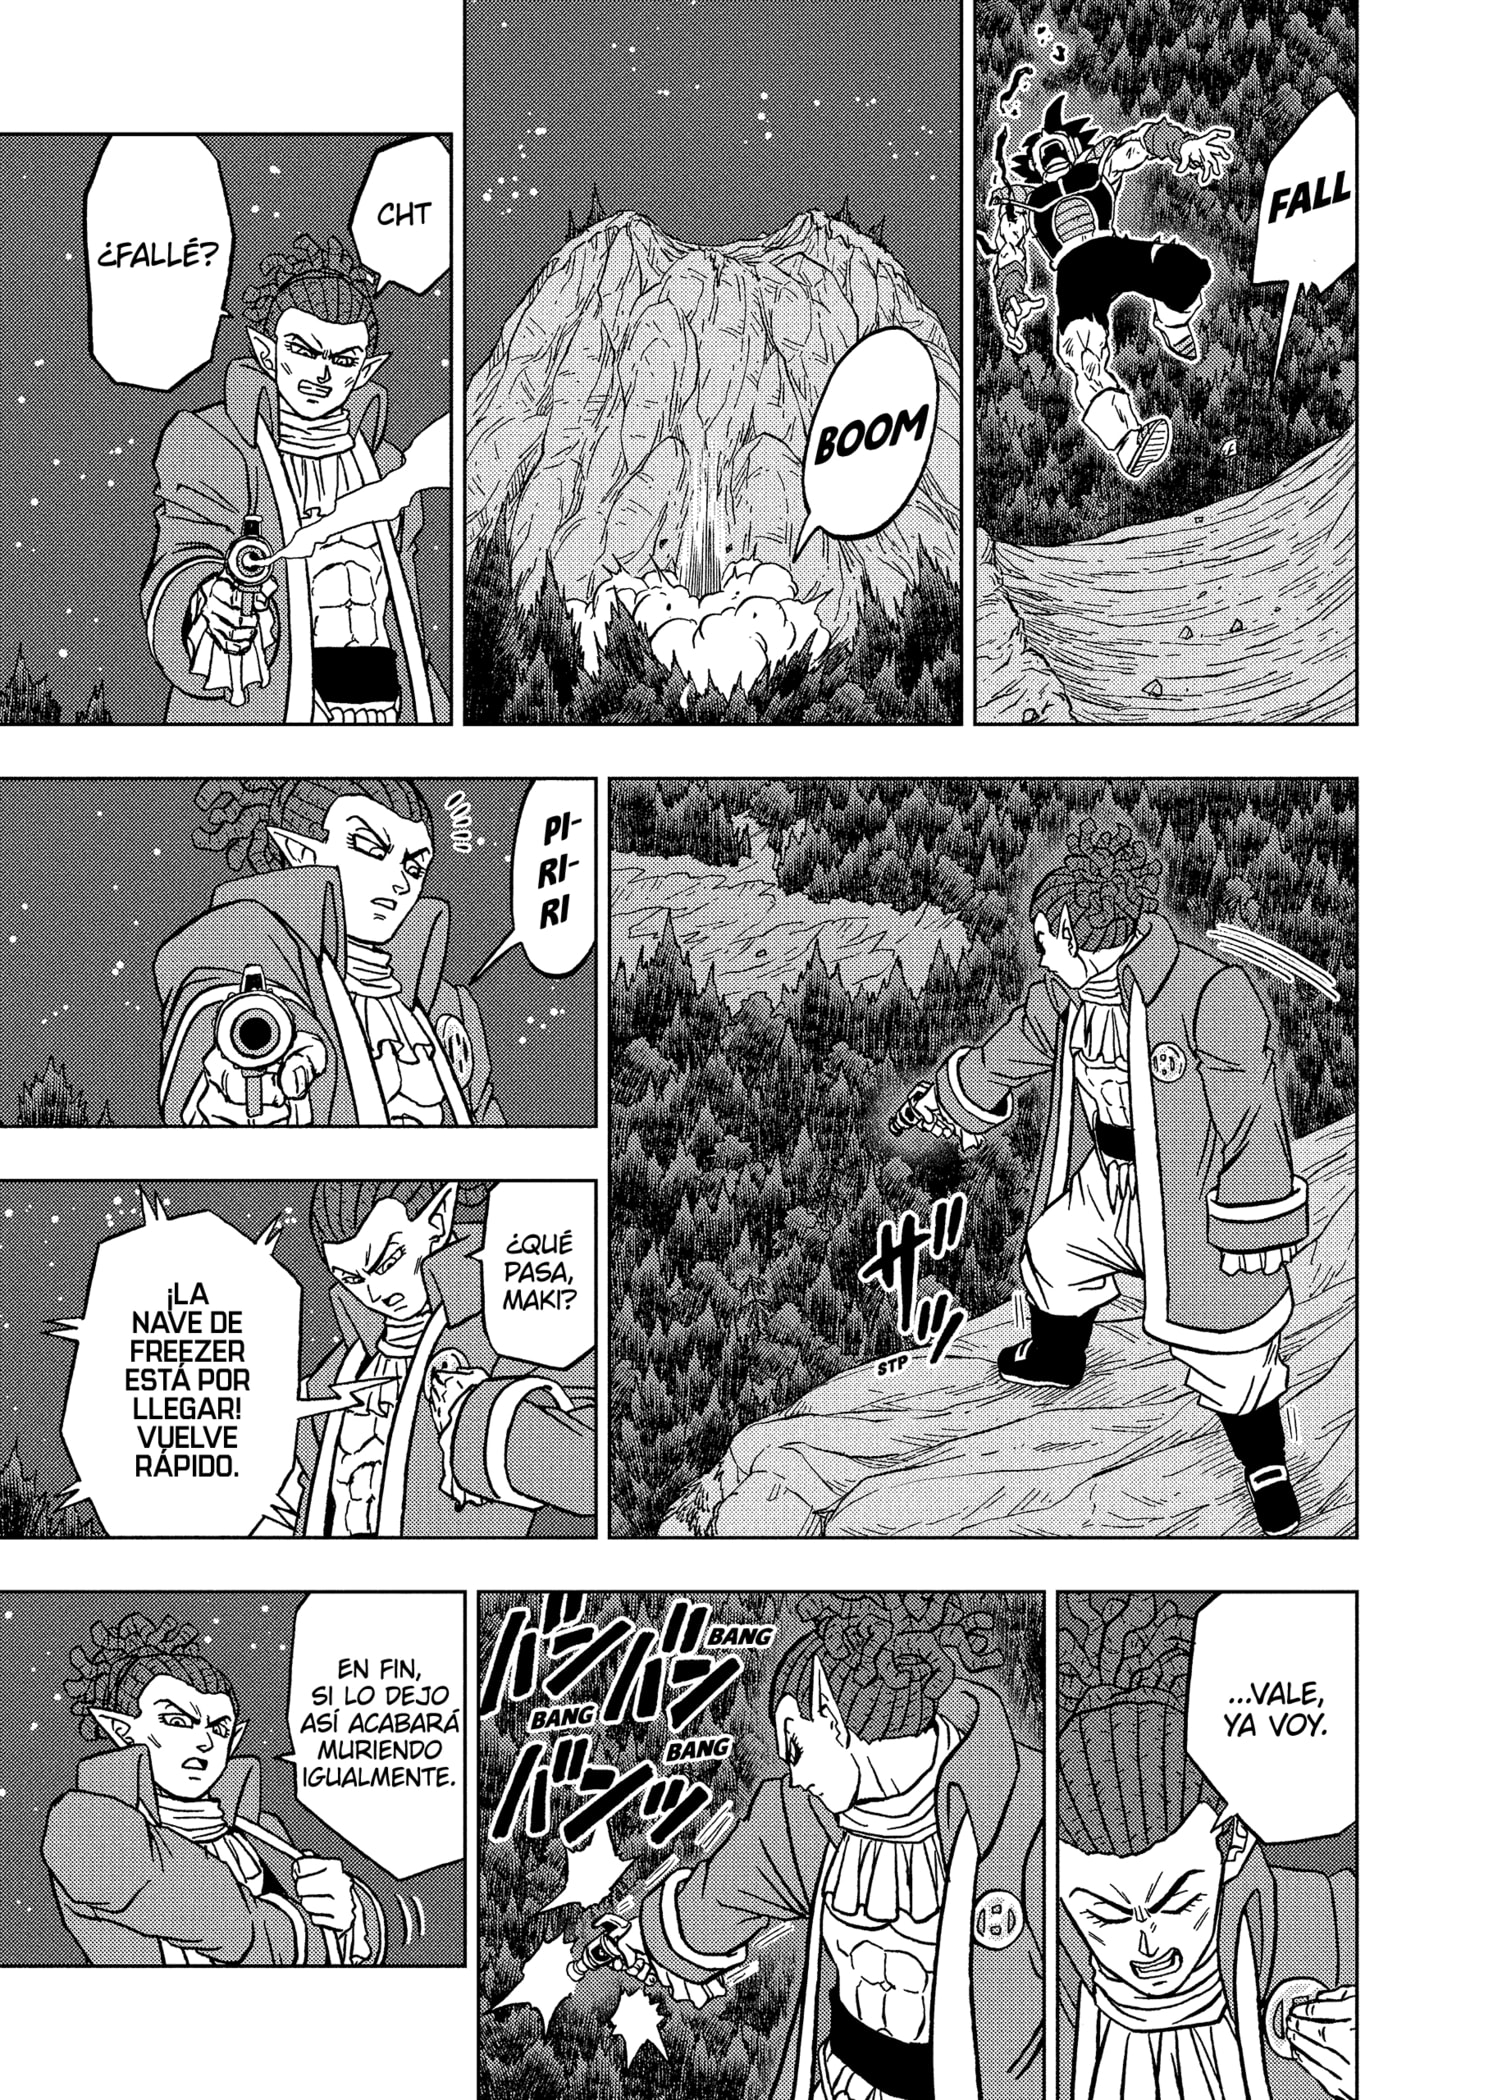 FALL
BOOM
CHT
¿FALLÉ?
ザッ
ザッ
STP
PI-
RI-
RI
¿QUÉ
PASA,
MAKI?
¡LA
NAVE DE
FREEZER
ESTÁ POR
LLEGAR!
VUELVE
RÁPIDO.
...VALE,
YA VOY.
バンバンバンッ
BANG
BANG
BANG
EN FIN,
SI LO DEJO
ASÍ ACABARÁ
MURIENDO
IGUALMENTE.